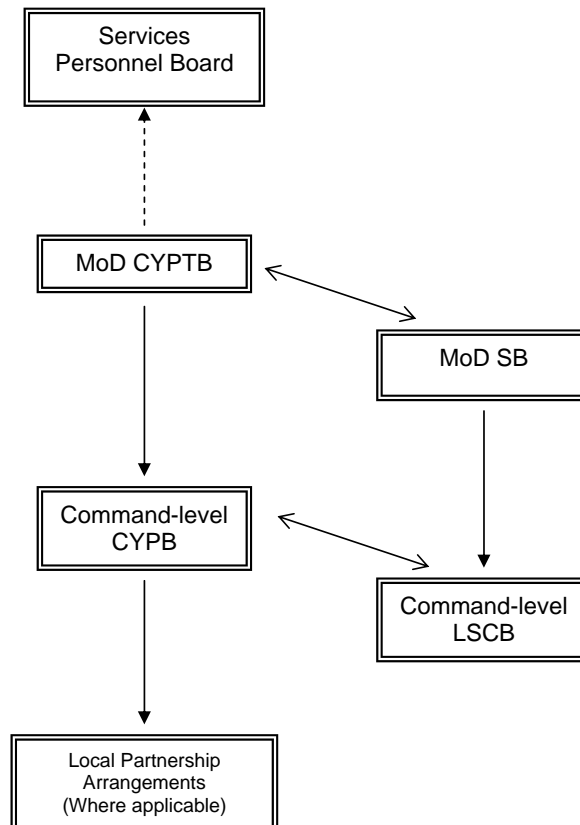 Services
Personnel Board
MoD CYPTB
MoD SB
Command-level
CYPB
Command-level
LSCB
Local Partnership
Arrangements
(Where applicable)